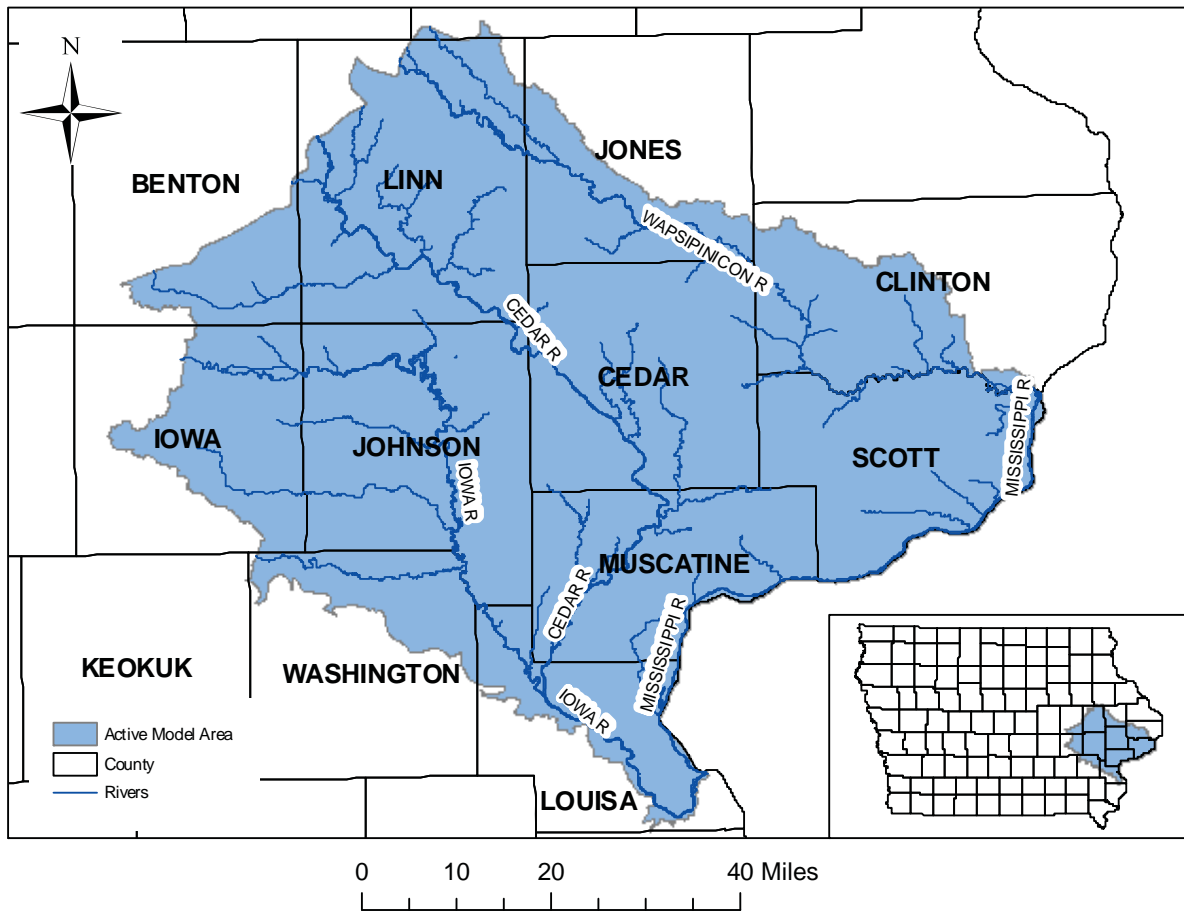 N
JONES
BENTON
LINN
WAPSIPINICON R
CLINTON
CEDAR R
CEDAR
MISSISSIPPI R
IOWA
JOHNSON
SCOTT
IOWA R
MUSCATINE
CEDAR R
MISSISSIPPI R
KEOKUK
WASHINGTON
IOWA R
Active Model Area
County
Rivers
LOUISA
0 10 20 40 Miles